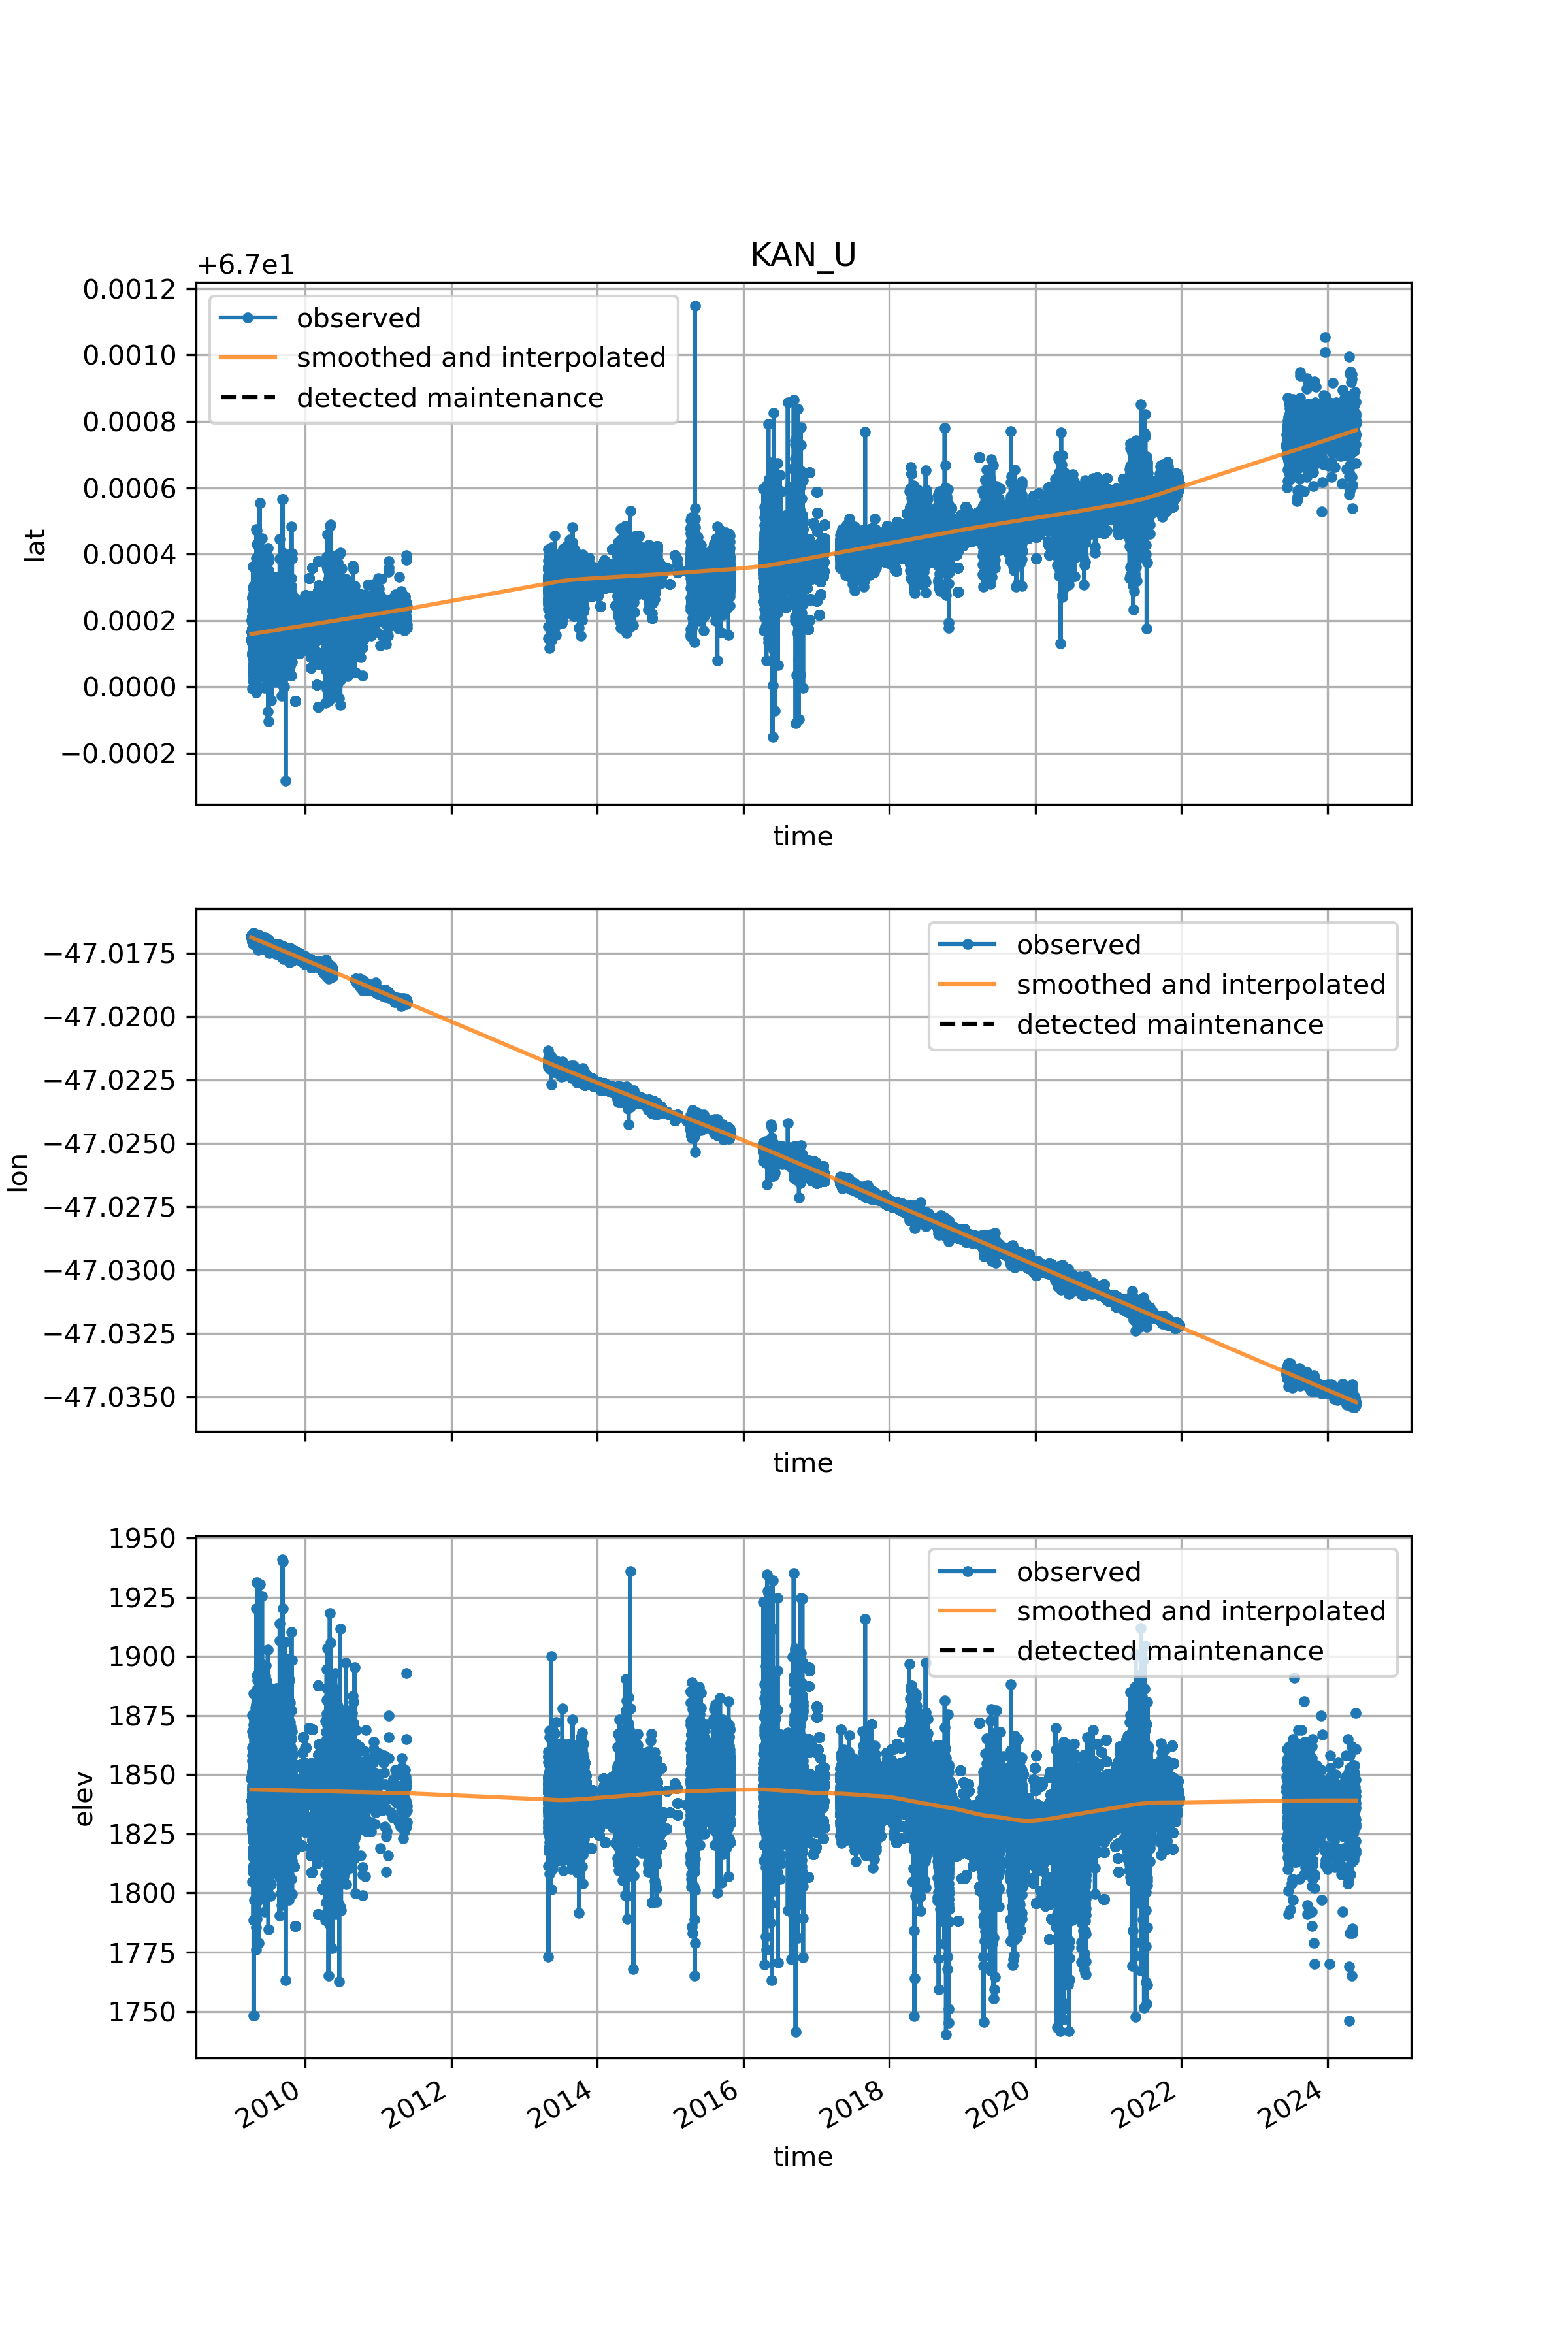 KAN_U
+6.7e1
0.0012
0.0010
0.0008
0.0006
0.0004
0.0002
0.0000
−0.0002
lat
observed
smoothed and interpolated
detected maintenance
time
−47.0175
−47.0200
−47.0225
−47.0250
−47.0275
−47.0300
−47.0325
−47.0350
lon
observed
smoothed and interpolated
detected maintenance
time
1950
1925
1900
1875
1850
1825
1800
1775
1750
elev
observed
smoothed and interpolated
detected maintenance
2010 2012 2014 2016 2018 2020 2022 2024
time